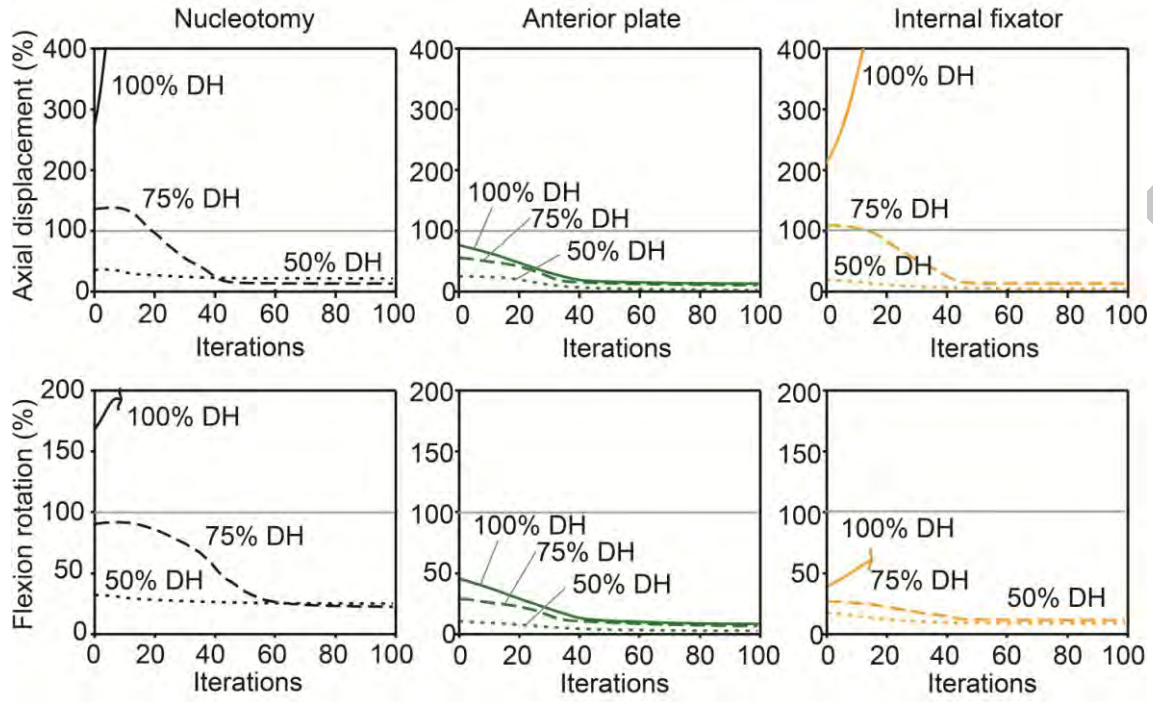 Nucleotomy
Anterior plate
Internal fixator
Axial displacement (%)
400
300
200
100
0
100% DH
75% DH
50% DH
0 20 40 60 80 100
Iterations
400
300
200
100
0
100% DH
75% DH
50% DH
0 20 40 60 80 100
Iterations
400
300
200
100
0
100% DH
75% DH
50% DH
0 20 40 60 80 100
Iterations
Flexion rotation (%)
200
150
100
50
0
100% DH
75% DH
50% DH
0 20 40 60 80 100
Iterations
200
150
100
50
0
100% DH
75% DH
50% DH
0 20 40 60 80 100
Iterations
200
150
100
50
0
100% DH
75% DH
50% DH
0 20 40 60 80 100
Iterations